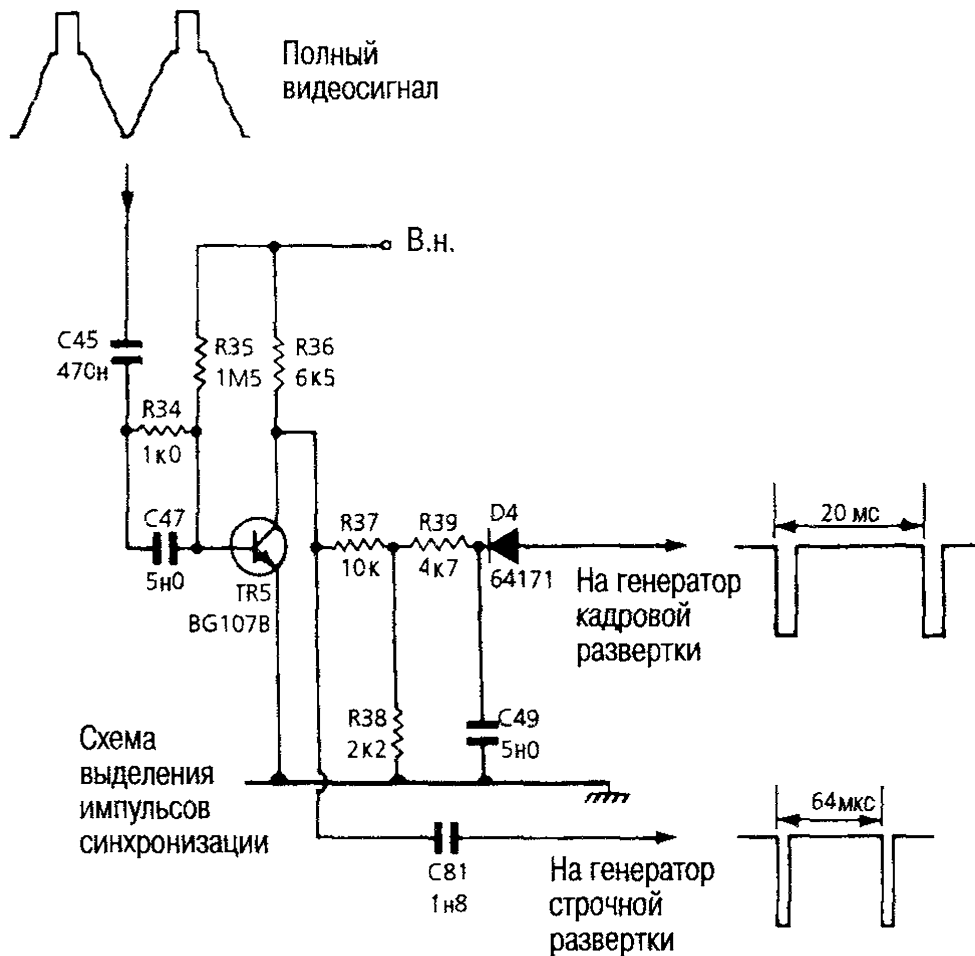 Полный
видеосигнал
В.н.
C45
470н
R35
1M5
R36
6к5
R34
1к0
C47
5н0
TR5
BG107B
R37
10к
R39
4к7
D4
64171
20 мс
На генератор
кадровой
развертки
R38
2к2
C49
5н0
Схема
выделения
импульсов
синхронизации
64мкс
C81
1н8
На генератор
строчной
развертки